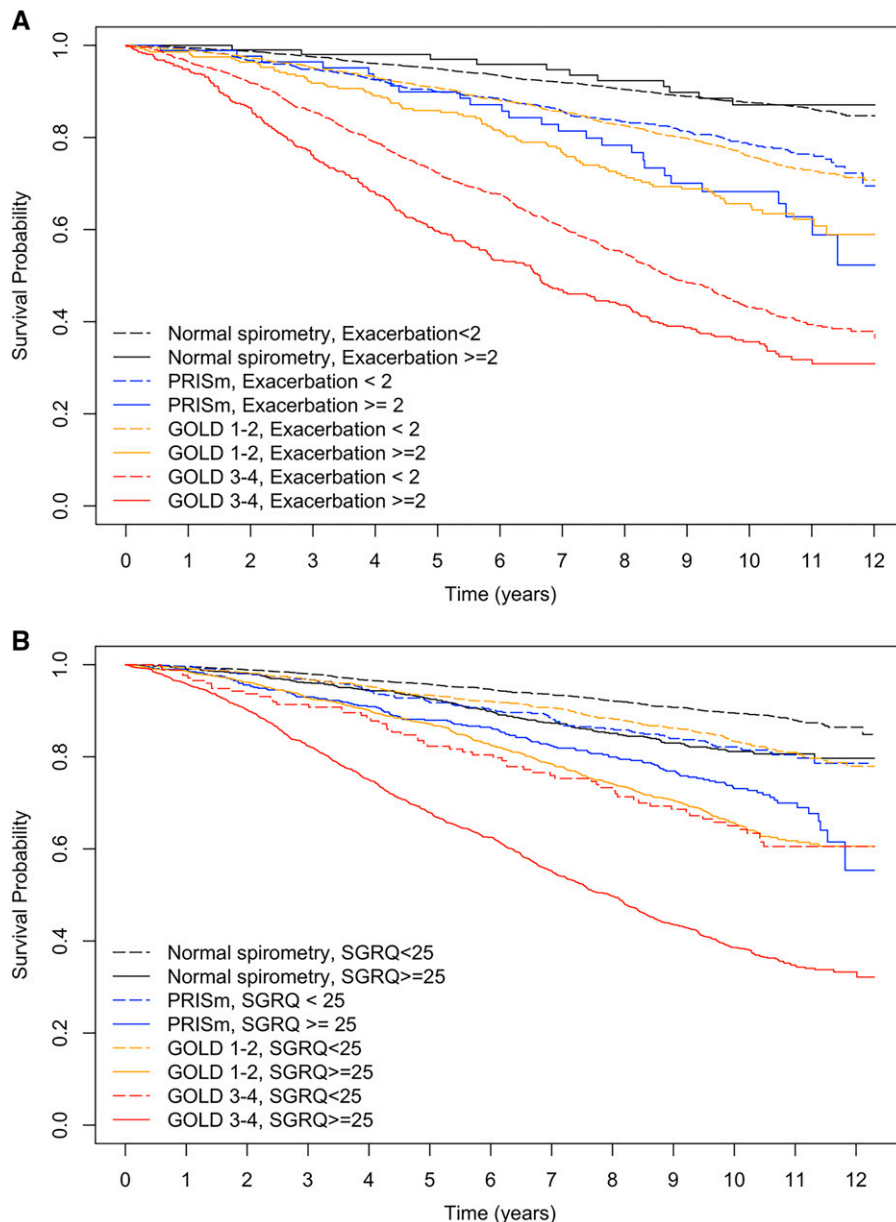 A
1.0
0.8
0.6
0.4
0.2
0.0
Survival Probability
Normal spirometry, Exacerbation<2
Normal spirometry, Exacerbation >=2
PRISm, Exacerbation < 2
PRISm, Exacerbation >= 2
GOLD 1-2, Exacerbation < 2
GOLD 1-2, Exacerbation >=2
GOLD 3-4, Exacerbation < 2
GOLD 3-4, Exacerbation >=2
0 1 2 3 4 5 6 7 8 9 10 11 12
Time (years)
B
1.0
0.8
0.6
0.4
0.2
0.0
Survival Probability
Normal spirometry, SGRQ<25
Normal spirometry, SGRQ>=25
PRISm, SGRQ < 25
PRISm, SGRQ >= 25
GOLD 1-2, SGRQ<25
GOLD 1-2, SGRQ>=25
GOLD 3-4, SGRQ<25
GOLD 3-4, SGRQ>=25
0 1 2 3 4 5 6 7 8 9 10 11 12
Time (years)